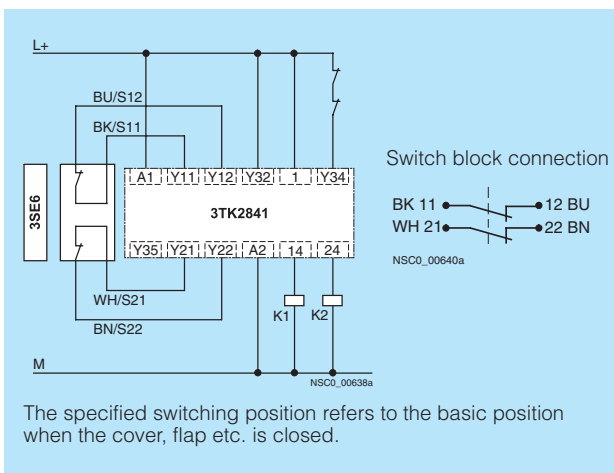 L+
BU/S12
BK/S11
3SE6
A1 Y11 Y12 Y32 1 Y34
3TK2841
Y35 Y21 Y22 A2 14 24
WH/S21
BN/S22
K1 K2
M
NSC0_00638a
Switch block connection
BK 11 12 BU
WH 21 22 BN
NSC0_00640a
The specified switching position refers to the basic position
when the cover, flap etc. is closed.